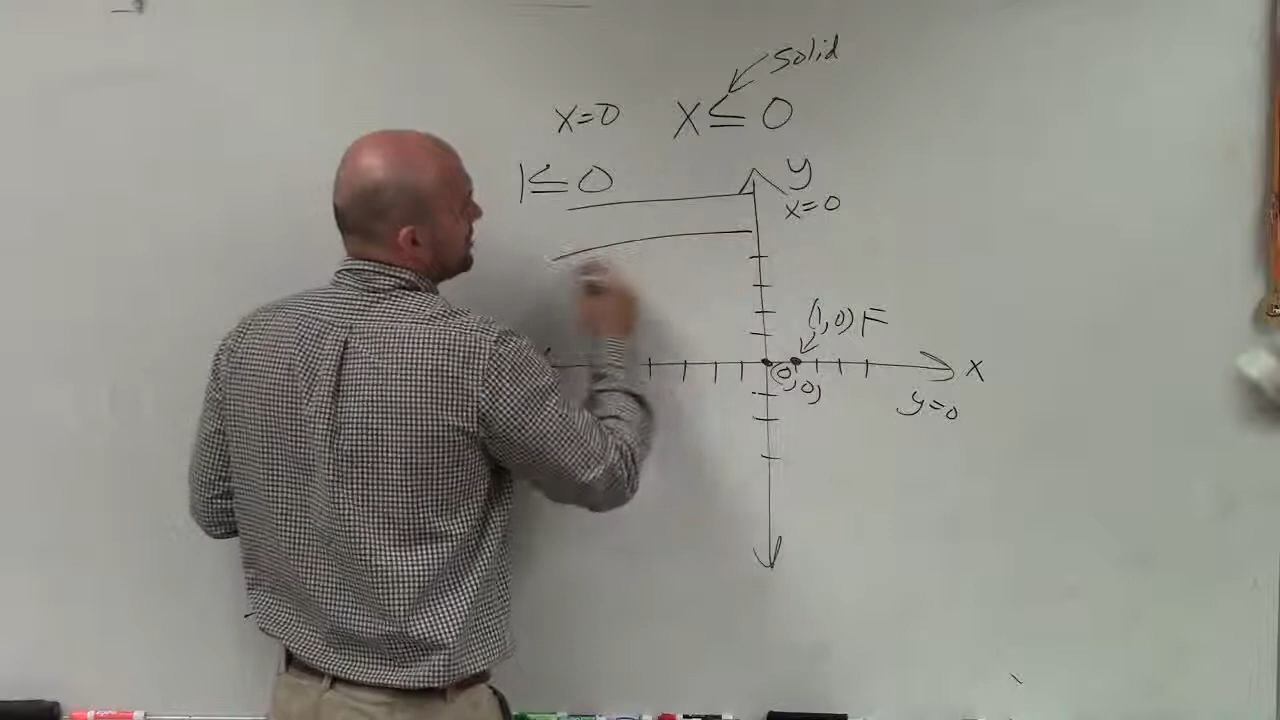 solid
x=0 x≤0
1≤0
y
x=0
(1,0) F
x
(0,0)
y=0